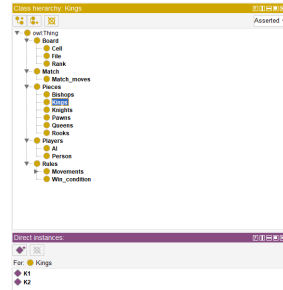 Class hierarchy: Kings
Asserted
owl:Thing
Board
Cell
File
Rank
Match
Match_moves
Pieces
Bishops
Kings
Knights
Pawns
Queens
Rooks
Players
AI
Person
Rules
Movements
Win_condition
Direct instances:
For: Kings
K1
K2